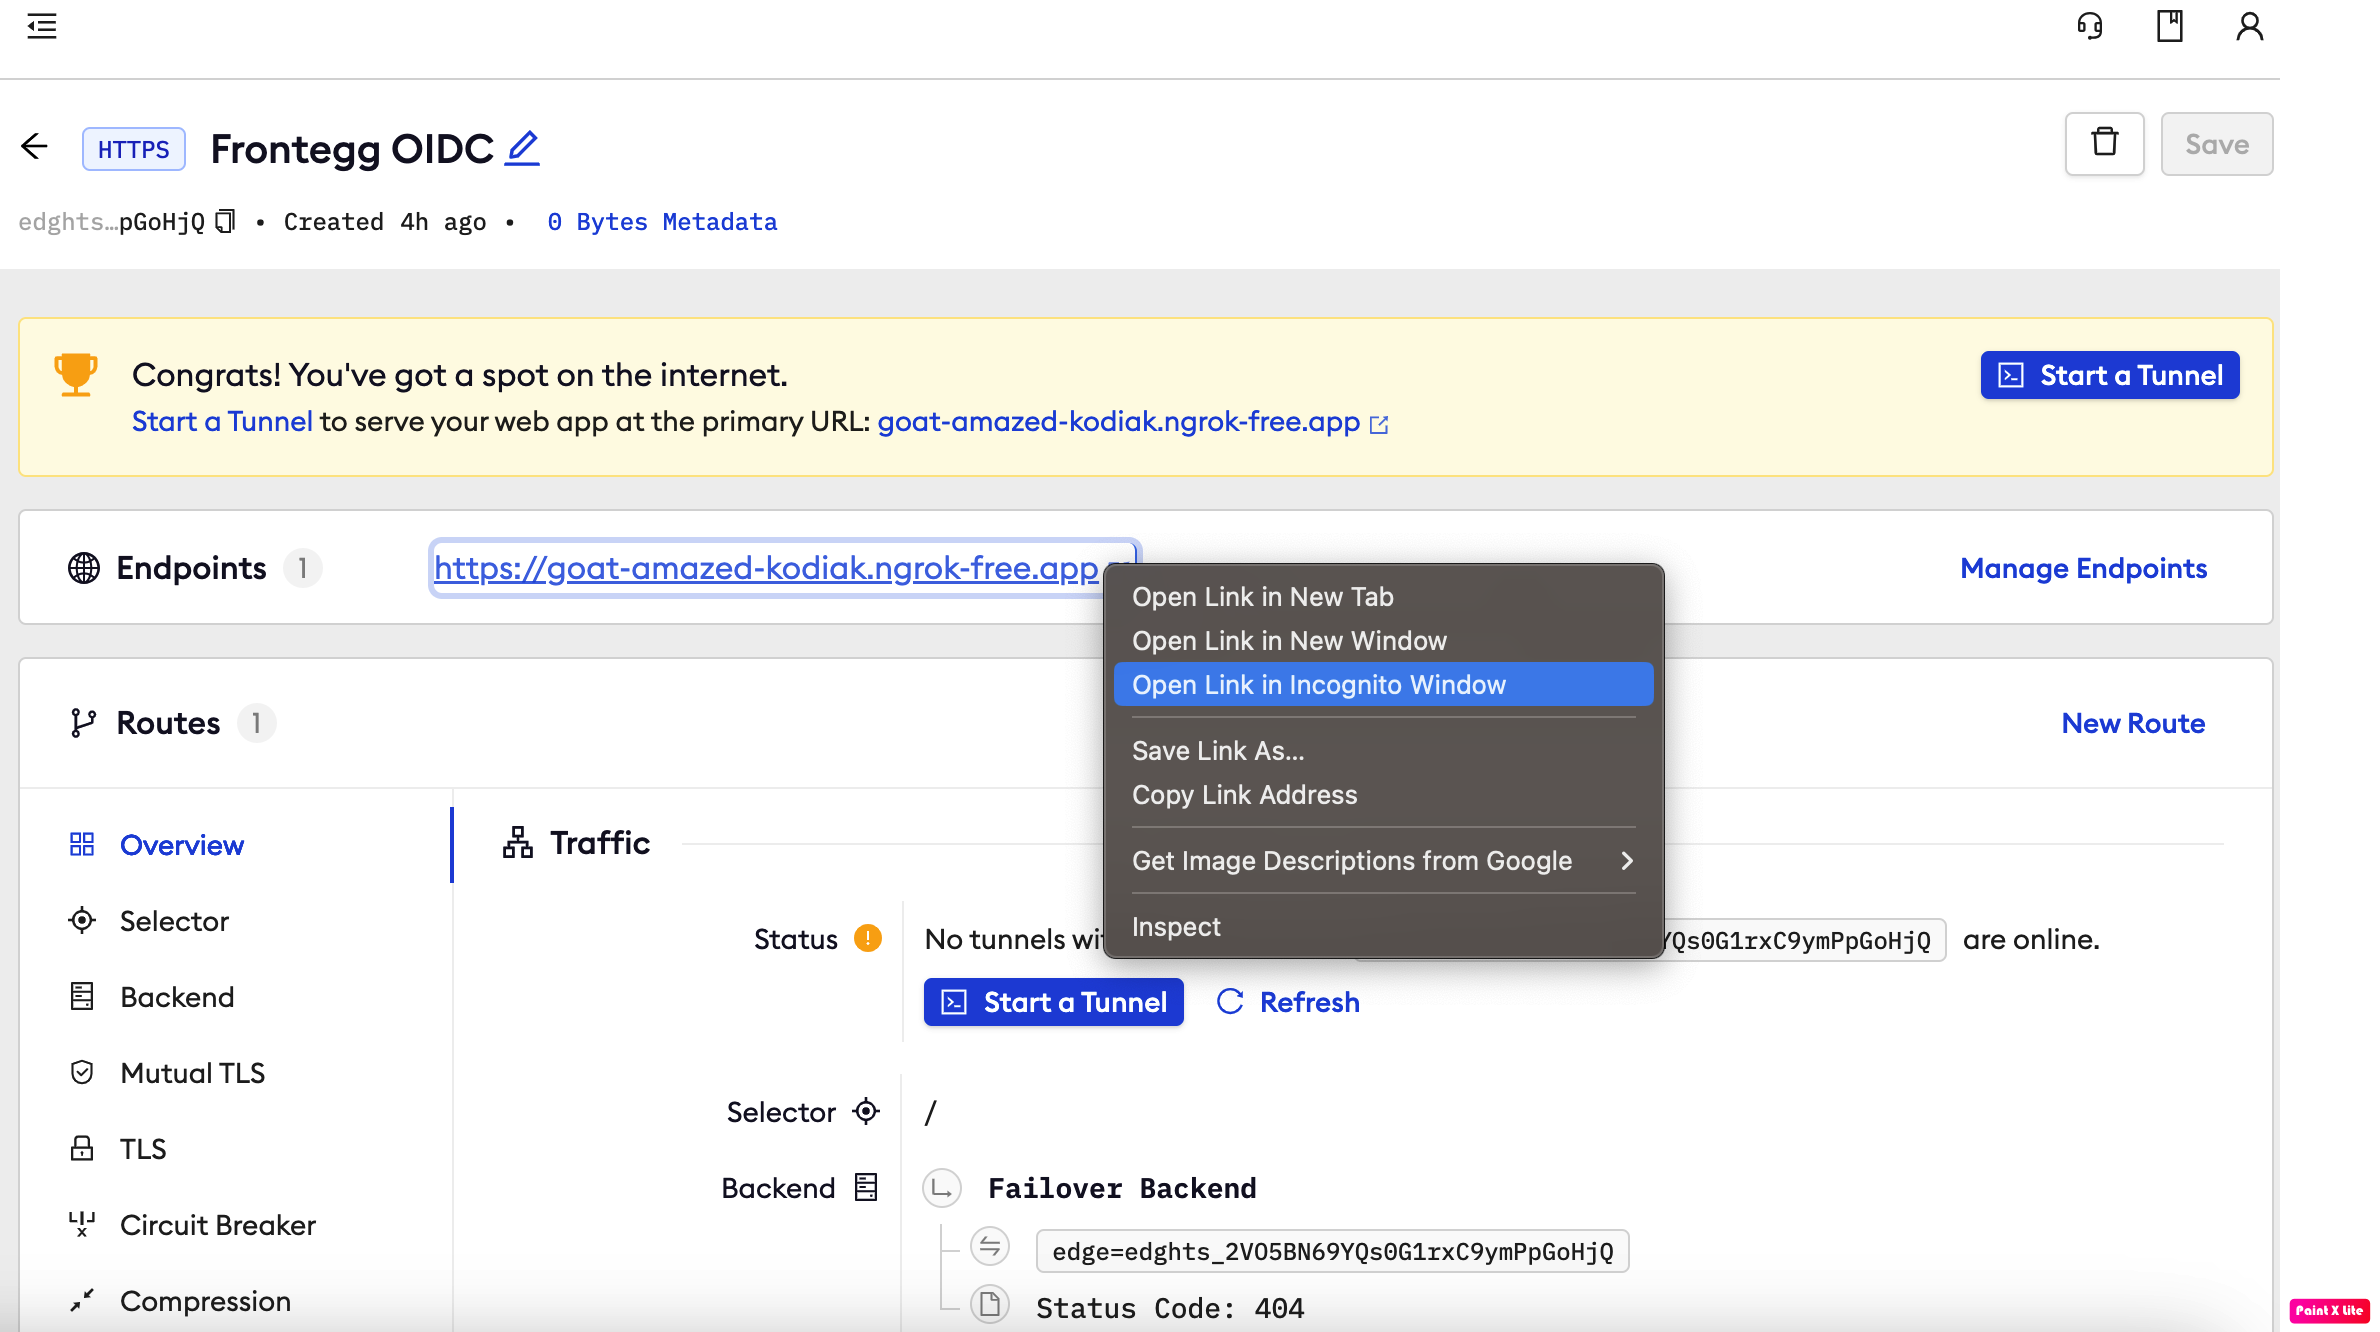 HTTPS Frontegg OIDC
Save
edghts…pGoHjQ • Created 4h ago • 0 Bytes Metadata
Congrats! You've got a spot on the internet.
Start a Tunnel to serve your web app at the primary URL: goat-amazed-kodiak.ngrok-free.app
Start a Tunnel
Endpoints 1
https://goat-amazed-kodiak.ngrok-free.app
Manage Endpoints
Open Link in New Tab
Open Link in New Window
Open Link in Incognito Window
Save Link As...
Copy Link Address
Get Image Descriptions from Google
Inspect
Routes 1
New Route
Overview
Selector
Backend
Mutual TLS
TLS
Circuit Breaker
Compression
Traffic
Status
No tunnels YQs0G1rxC9ymPpGoHjQ are online.
Start a Tunnel
Refresh
Selector
/
Backend
Failover Backend
edge=edghts_2VO5BN69YQs0G1rxC9ymPpGoHjQ
Status Code: 404
Paint X Lite